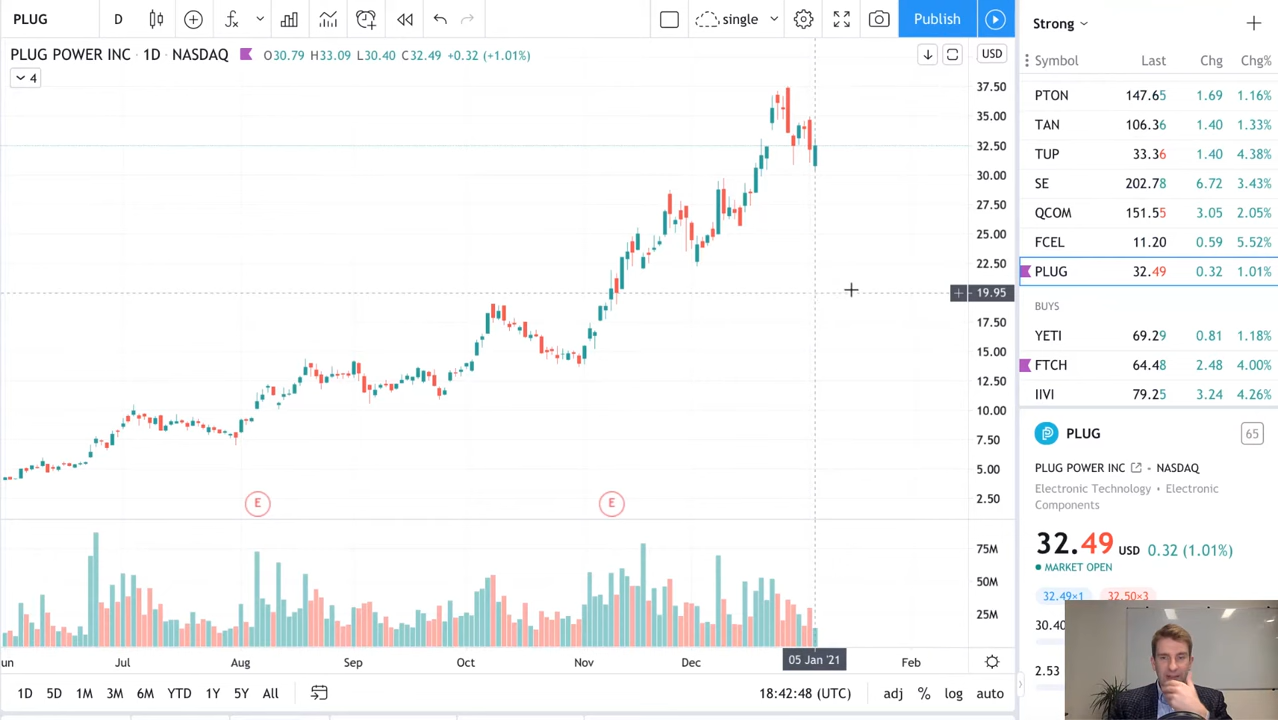 PLUG D single Publish Strong
PLUG POWER INC · 1D · NASDAQ O30.79 H33.09 L30.40 C32.49 +0.32 (+1.01%) USD
4
Symbol Last Chg Chg%
PTON 147.65 1.69 1.16%
TAN 106.36 1.40 1.33%
TUP 33.36 1.40 4.38%
SE 202.78 6.72 3.43%
QCOM 151.55 3.05 2.05%
FCEL 11.20 0.59 5.52%
PLUG 32.49 0.32 1.01%
BUYS
YETI 69.29 0.81 1.18%
FTCH 64.48 2.48 4.00%
IIVI 79.25 3.24 4.26%
37.50
35.00
32.50
30.00
27.50
25.00
22.50
19.95
17.50
15.00
12.50
10.00
7.50
5.00
2.50
E E
75M
50M
25M
un Jul Aug Sep Oct Nov Dec 05 Jan '21 Feb
1D 5D 1M 3M 6M YTD 1Y 5Y All 18:42:48 (UTC) adj % log auto
PLUG 65
PLUG POWER INC · NASDAQ
Electronic Technology · Electronic
Components
32.49 USD 0.32 (1.01%)
MARKET OPEN
32.49×1 32.50×3
30.40
2.53